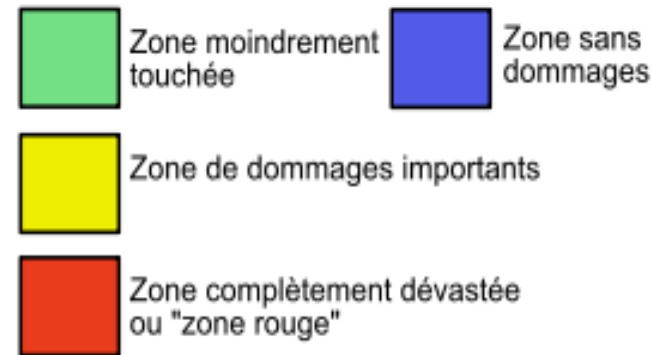 Zone moindrement
touchée
Zone sans
dommages
Zone de dommages importants
Zone complètement dévastée
ou "zone rouge"